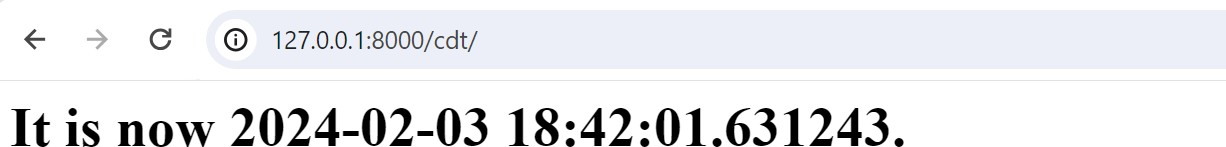 127.0.0.1:8000/cdt/
It is now 2024-02-03 18:42:01.631243.